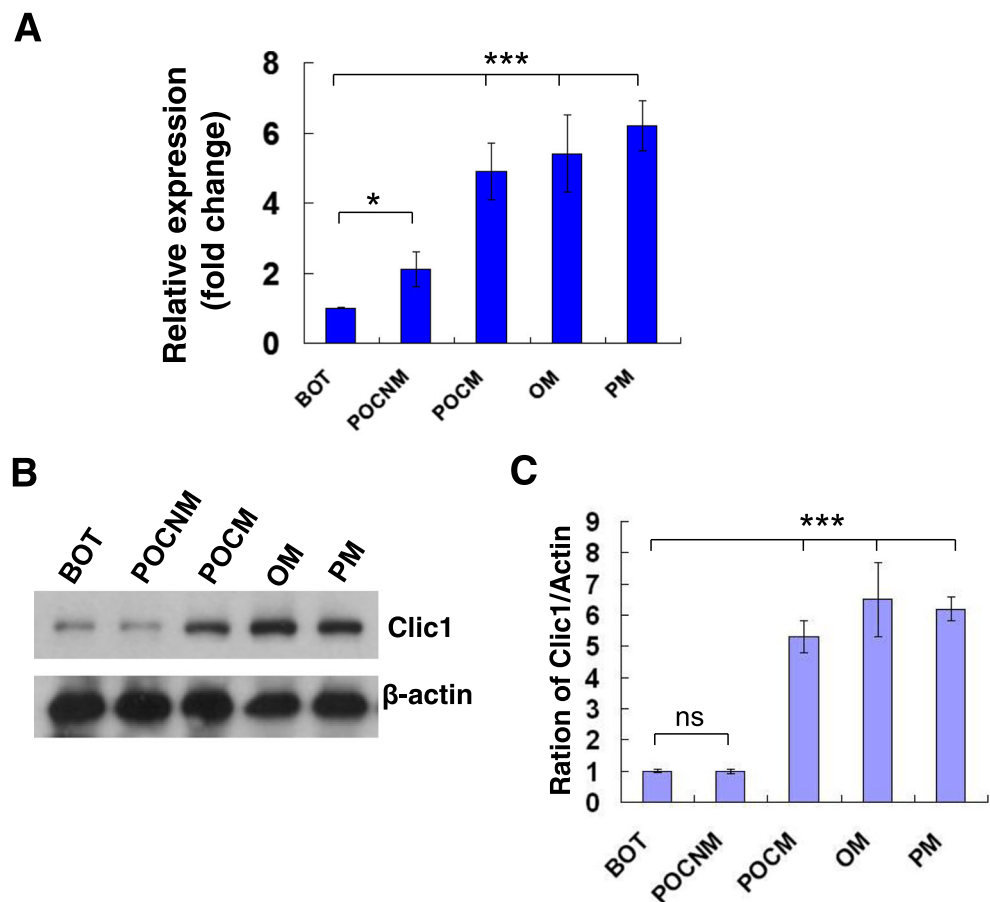 A
Relative expression
(fold change)
8
6
4
2
0
***
*
BOT
POCNM
POCM
OM
PM
B
BOT
POCNM
POCM
OM
PM
Clic1
β-actin
C
Ration of Clic1/Actin
9
8
7
6
5
4
3
2
1
0
***
ns
BOT
POCNM
POCM
OM
PM